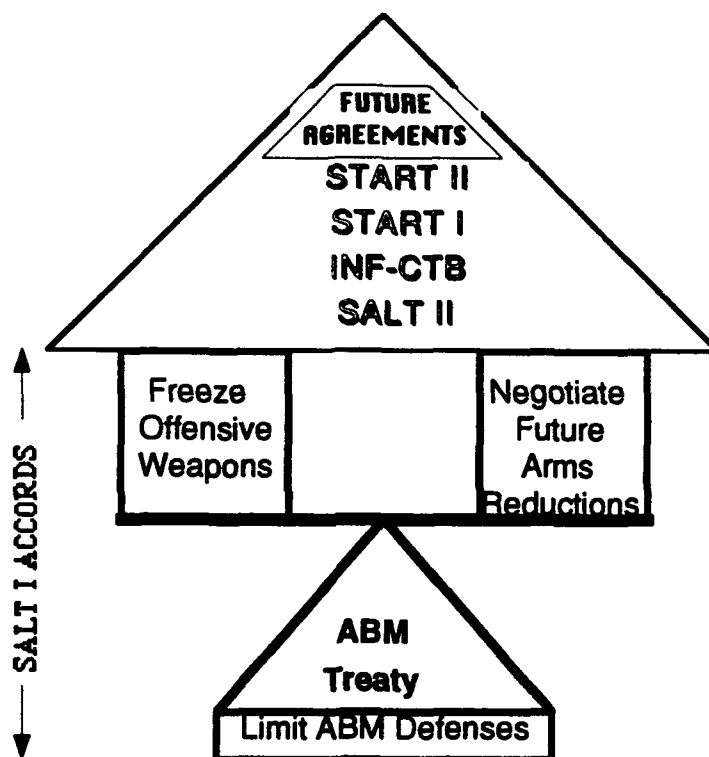 FUTURE
AGREEMENTS
START II
START I
INF-CTB
SALT II
Freeze
Offensive
Weapons
Negotiate
Future
Arms
Reductions
SALT I ACCORDS
ABM
Treaty
Limit ABM Defenses